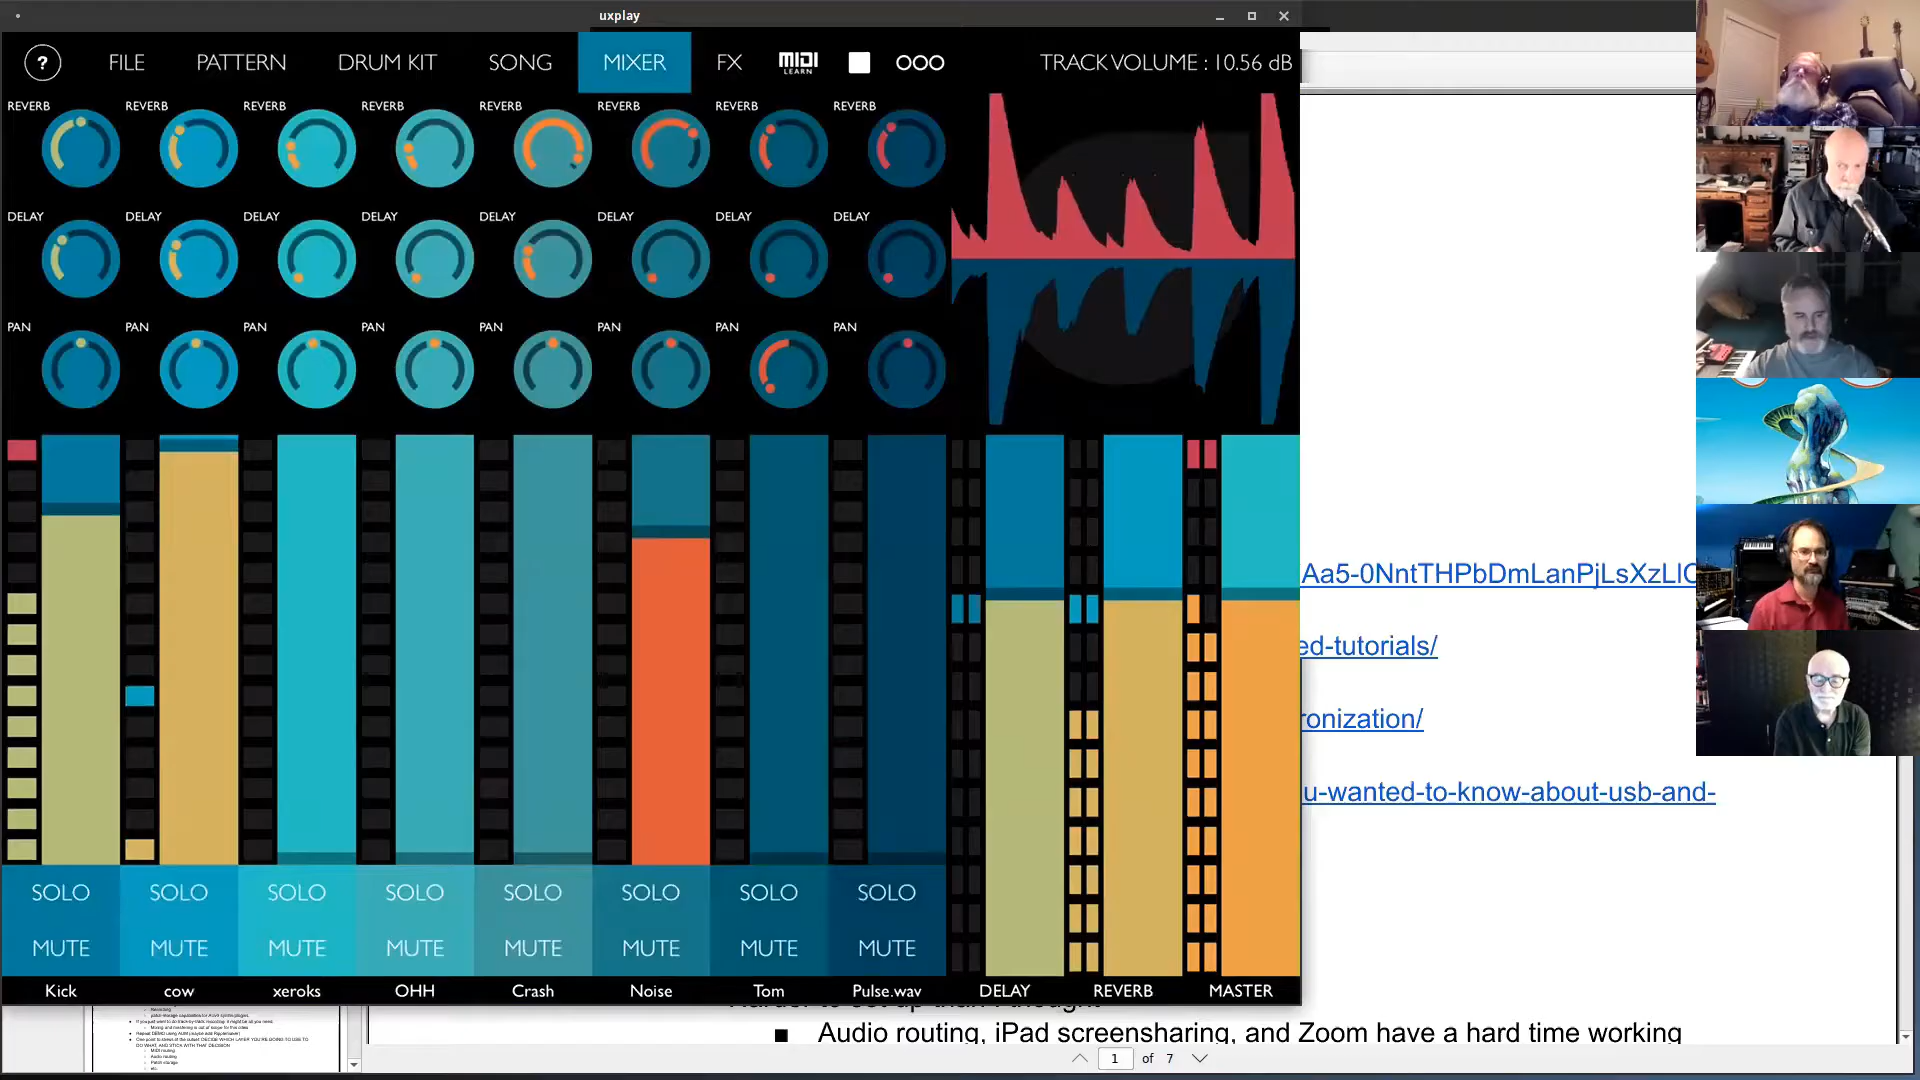 uxplay
? FILE PATTERN DRUM KIT SONG MIXER FX MIDI LEARN TRACK VOLUME : 10.56 dB
REVERB REVERB REVERB REVERB REVERB REVERB REVERB REVERB
DELAY DELAY DELAY DELAY DELAY DELAY DELAY DELAY
PAN PAN PAN PAN PAN PAN PAN PAN
Aa5-0NntTHPbDmLanPjLsXzLIC
ed-tutorials/
ronization/
u-wanted-to-know-about-usb-and-
SOLO SOLO SOLO SOLO SOLO SOLO SOLO SOLO
MUTE MUTE MUTE MUTE MUTE MUTE MUTE MUTE
Kick cow xeroks OHH Crash Noise Tom Pulse.wav DELAY REVERB MASTER
■ Audio routing, iPad screensharing, and Zoom have a hard time working
1 of 7